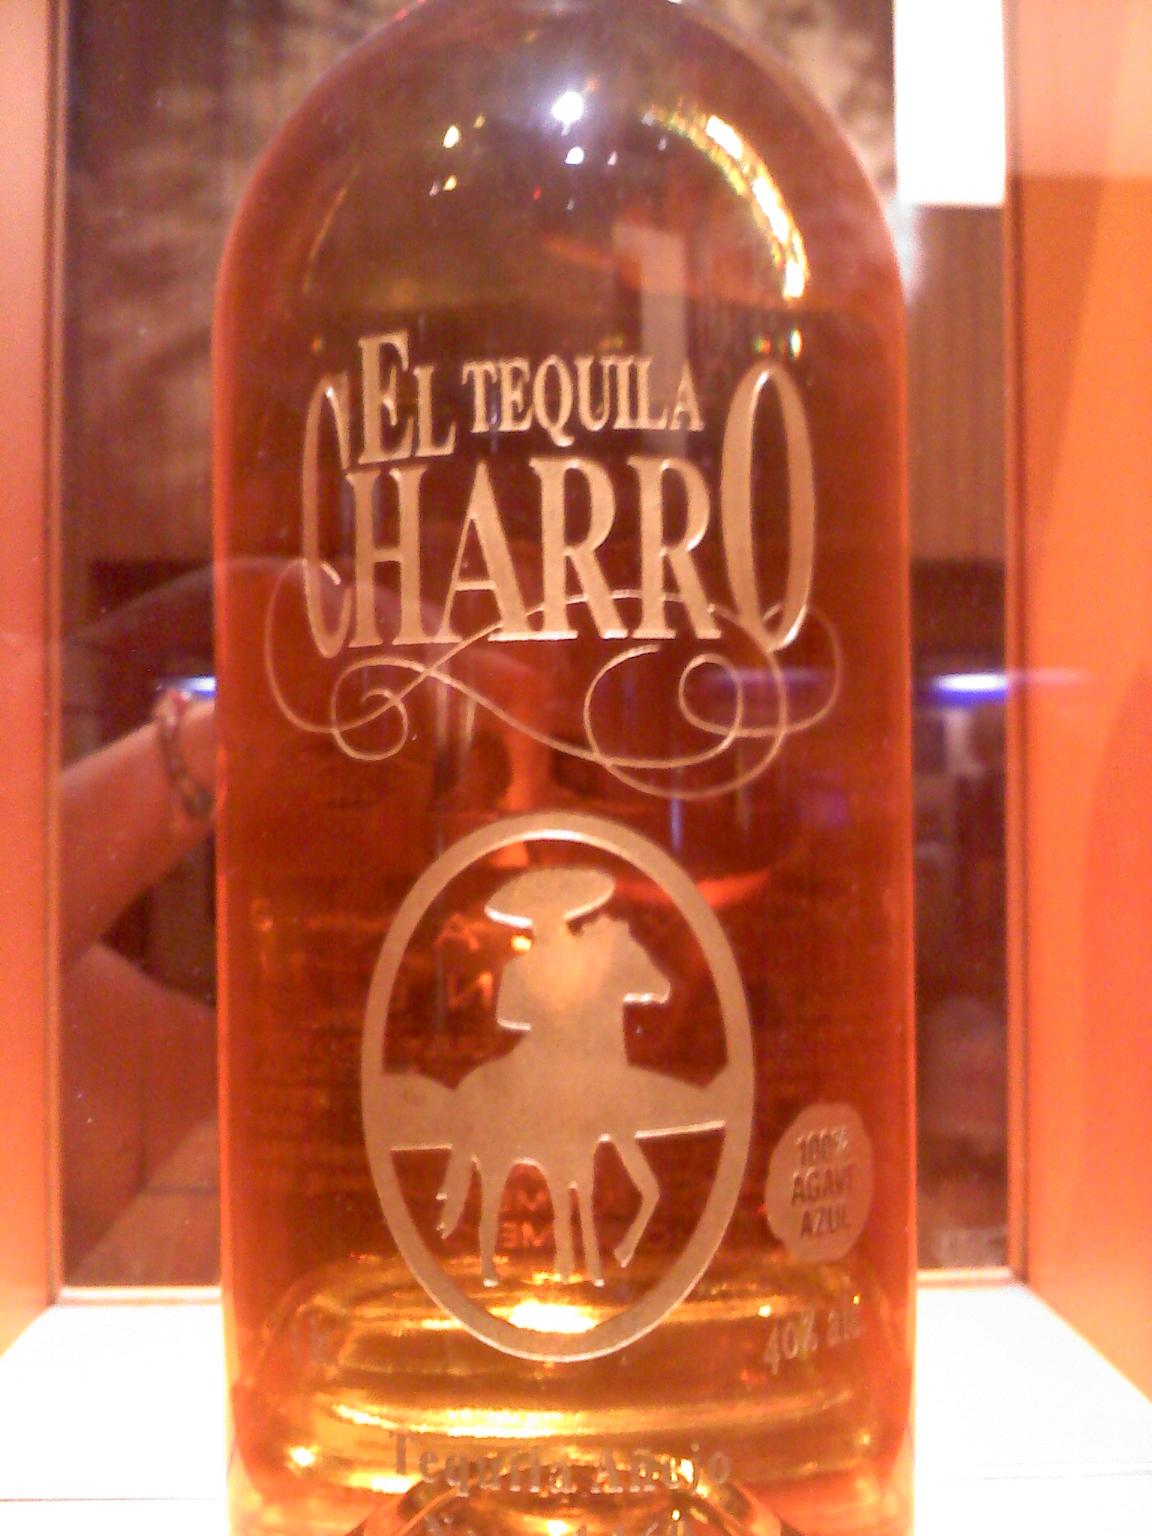 EL TEQUILA
CHARRO
100%
AGAVE
AZUL
40% alc
Tequila Añejo